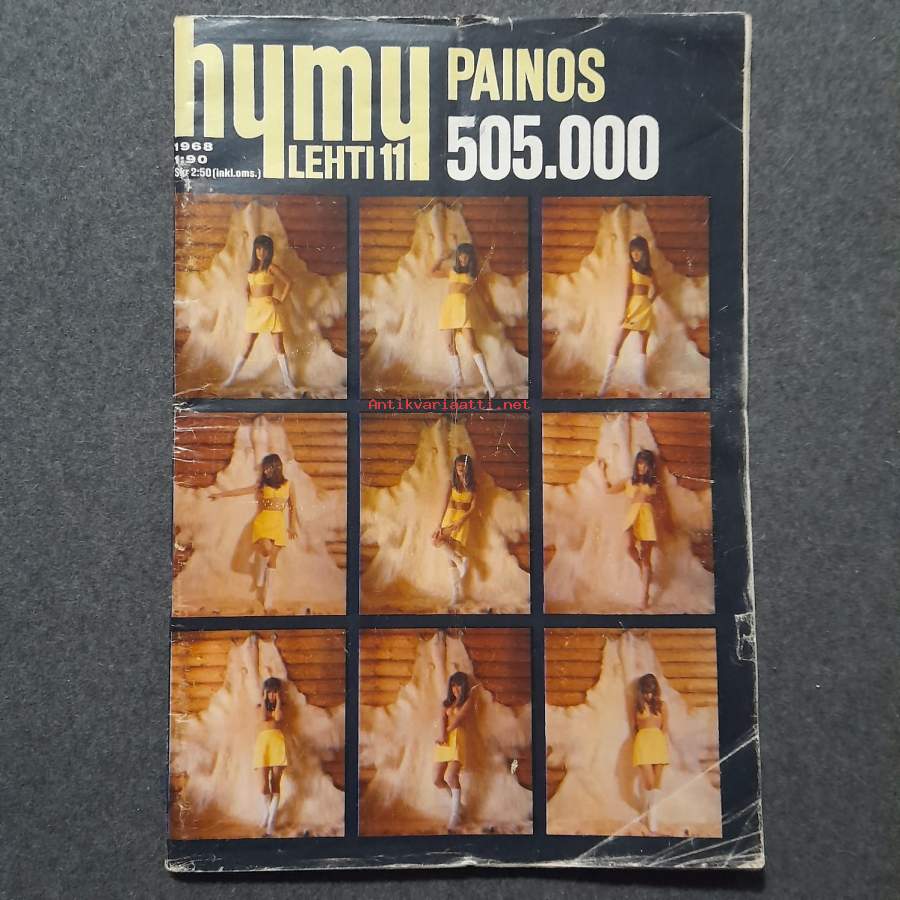 hymy
LEHTI 11
1968
1:90
Skr 2:50 (inkl.oms.)
PAINOS
505.000
Antikvariaatti.net